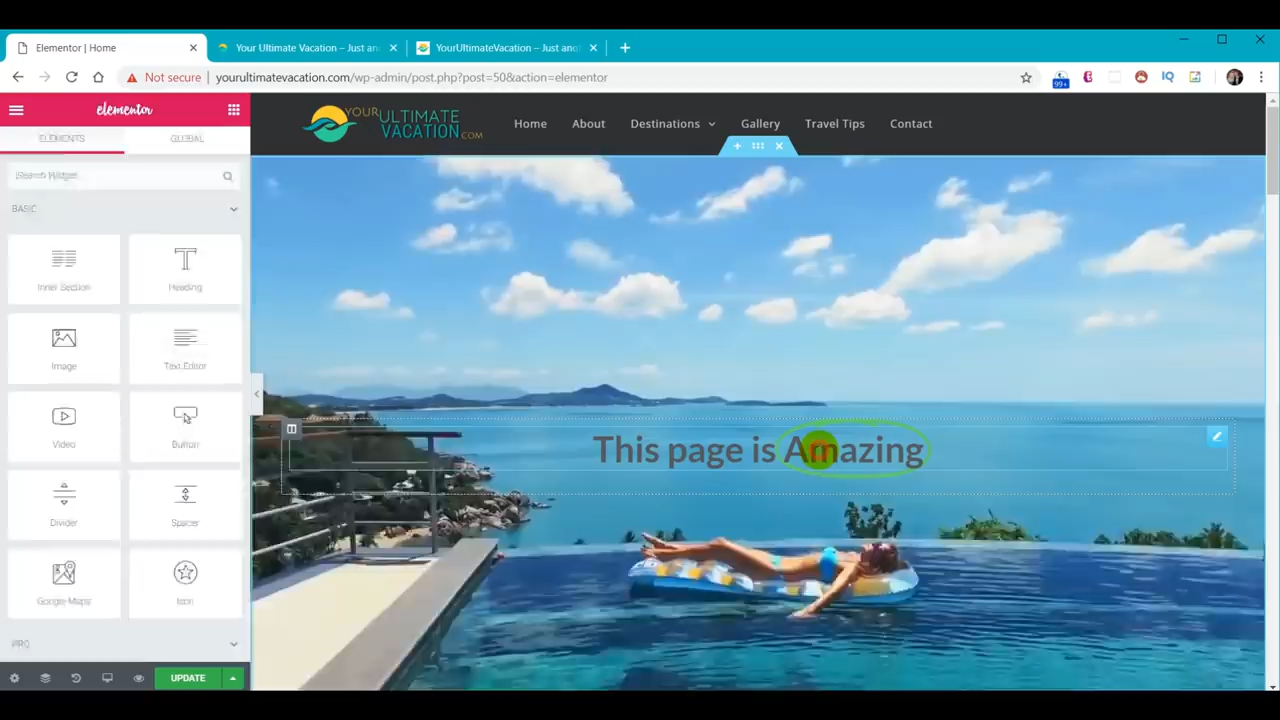 Elementor | Home
Your Ultimate Vacation – Just an
YourUltimateVacation – Just ano
Not secure
yourultimatevacation.com/wp-admin/post.php?post=50&action=elementor
99+
IQ
elementor
YOUR ULTIMATE VACATION.COM
Home
About
Destinations
Gallery
Travel Tips
Contact
ELEMENTS
GLOBAL
Search Widget
BASIC
Inner Section
Heading
Image
Text Editor
Video
Button
Divider
Spacer
Google Maps
Icon
PRO
UPDATE
This page is Amazing